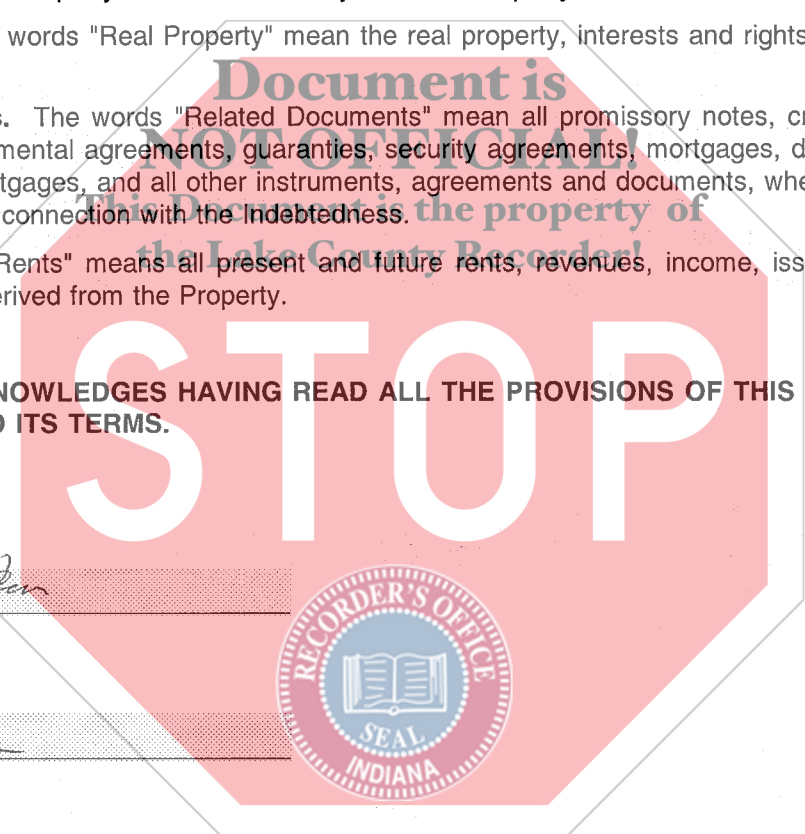 words "Real Property" mean the real property, interests and rights
Document is
s. The words "Related Documents" mean all promissory notes,
NOT OFFICIAL!
mental agreements, guaranties, security agreements, mortgages,
tgages, and all other instruments, agreements and documents,
This Document is the property of
connection with the Indebtedness.
the Lake County Recorder!
Rents" means all present and future rents, revenues, income,
erived from the Property.
STOP
NOWLEDGES HAVING READ ALL THE PROVISIONS OF THIS
D ITS TERMS.
RECORDER'S OFFICE
SEAL
INDIANA